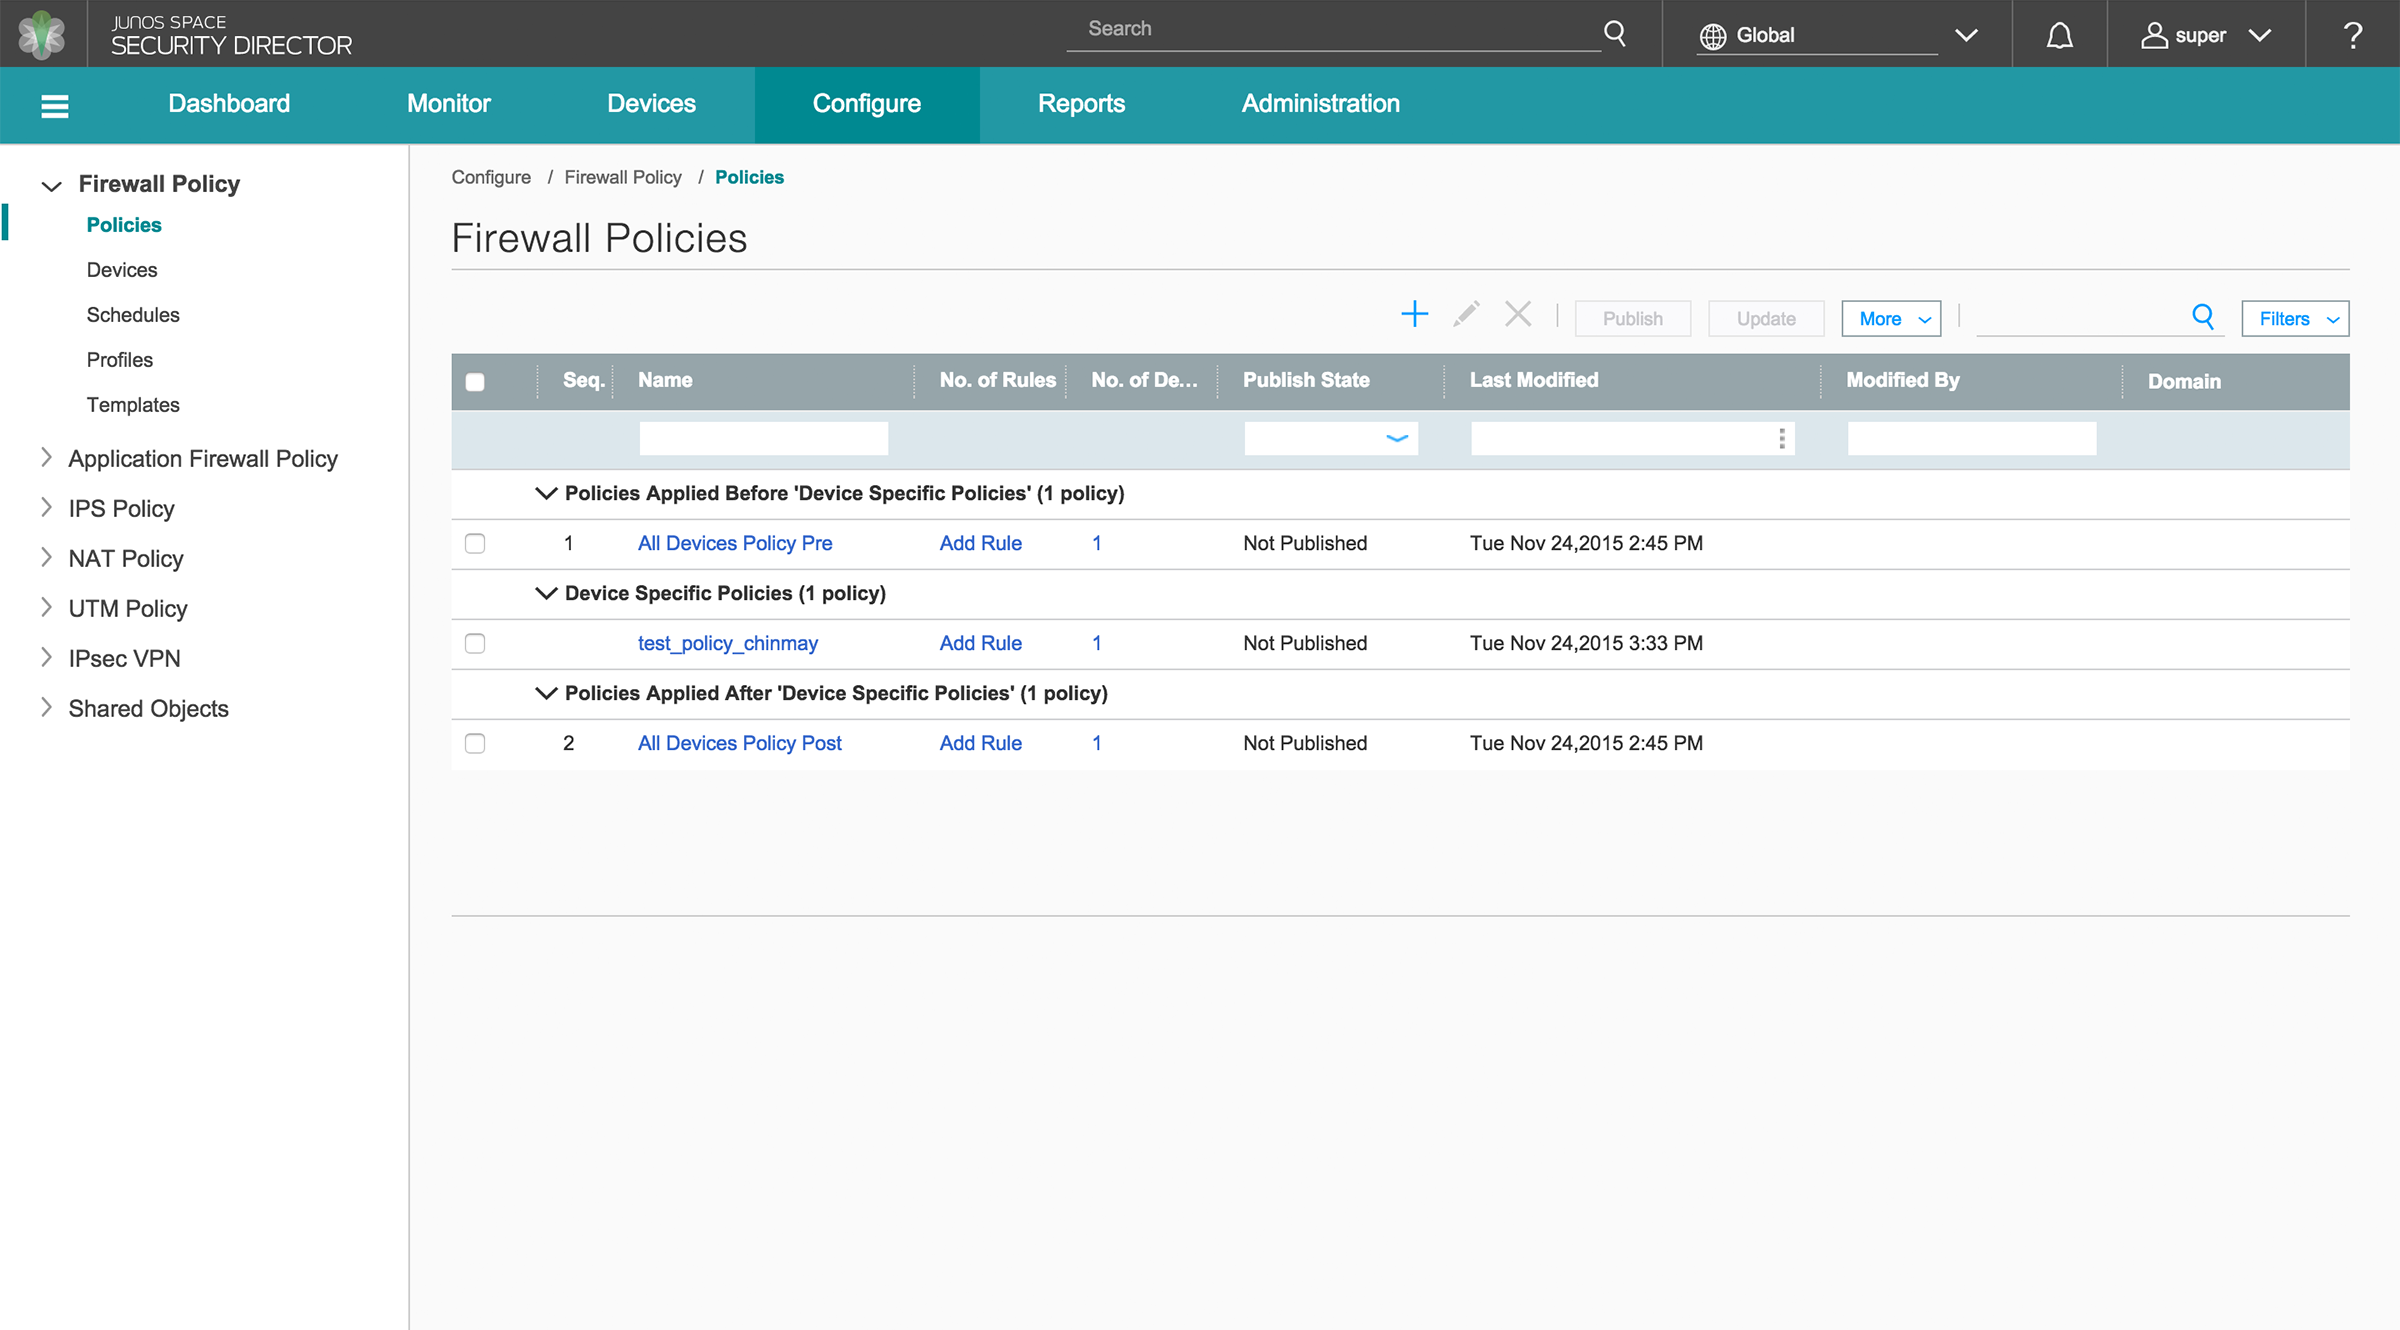 JUNOS SPACE
SECURITY DIRECTOR
Search
Global
super
?
Dashboard Monitor Devices Configure Reports Administration
Firewall Policy
Policies
Devices
Schedules
Profiles
Templates
Application Firewall Policy
IPS Policy
NAT Policy
UTM Policy
IPsec VPN
Shared Objects
Configure / Firewall Policy / Policies
Firewall Policies
Publish Update More Filters
Seq. Name No. of Rules No. of De... Publish State Last Modified Modified By Domain
Policies Applied Before 'Device Specific Policies' (1 policy)
1 All Devices Policy Pre Add Rule 1 Not Published Tue Nov 24,2015 2:45 PM
Device Specific Policies (1 policy)
test_policy_chinmay Add Rule 1 Not Published Tue Nov 24,2015 3:33 PM
Policies Applied After 'Device Specific Policies' (1 policy)
2 All Devices Policy Post Add Rule 1 Not Published Tue Nov 24,2015 2:45 PM